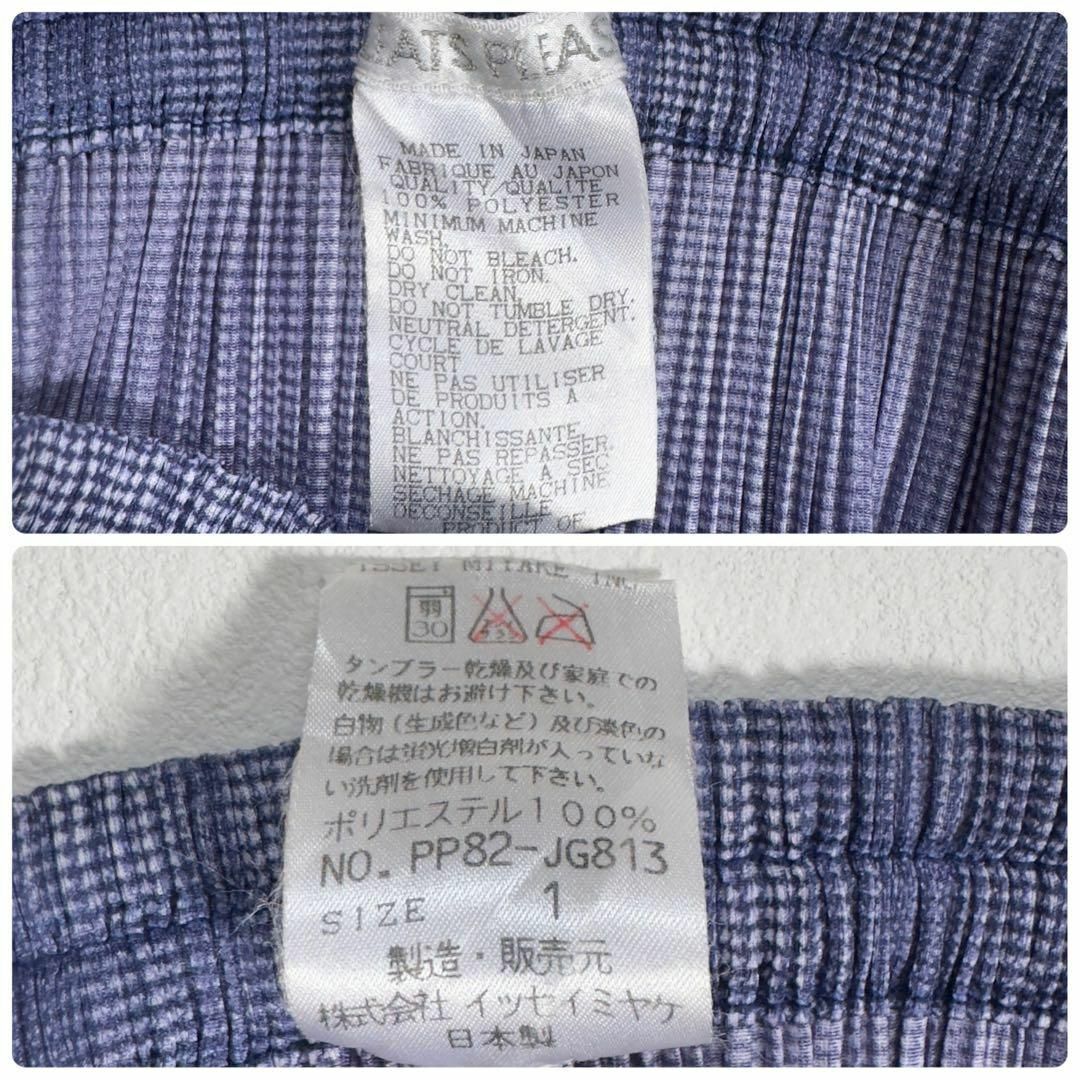 EATS PLEAS
MADE IN JAPAN
FABRIQUE AU JAPON
QUALITY/QUALITE
100% POLYESTER
MINIMUM MACHINE
WASH.
DO NOT BLEACH.
DO NOT IRON.
DRY CLEAN.
DO NOT TUMBLE DRY.
NEUTRAL DETERGENT.
CYCLE DE LAVAGE
COURT
NE PAS UTILISER
DE PRODUITS A
ACTION.
BLANCHISSANTE.
NE PAS REPASSER.
NETTOYAGE A SEC
SECHAGE MACHINE
DECONSEILLE
PRODUCT OF
ISSEY MIYAKE INC
弱
30
エンソ
サラシ
タンブラー乾燥及び家庭での
乾燥機はお避け下さい。
白物(生成色など)及び淡色の
場合は蛍光増白剤が入っていな
い洗剤を使用して下さい。
ポリエステル100%
NO. PP82-JG813
SIZE 1
製造・販売元
株式会社 イッセイミヤケ
日本製